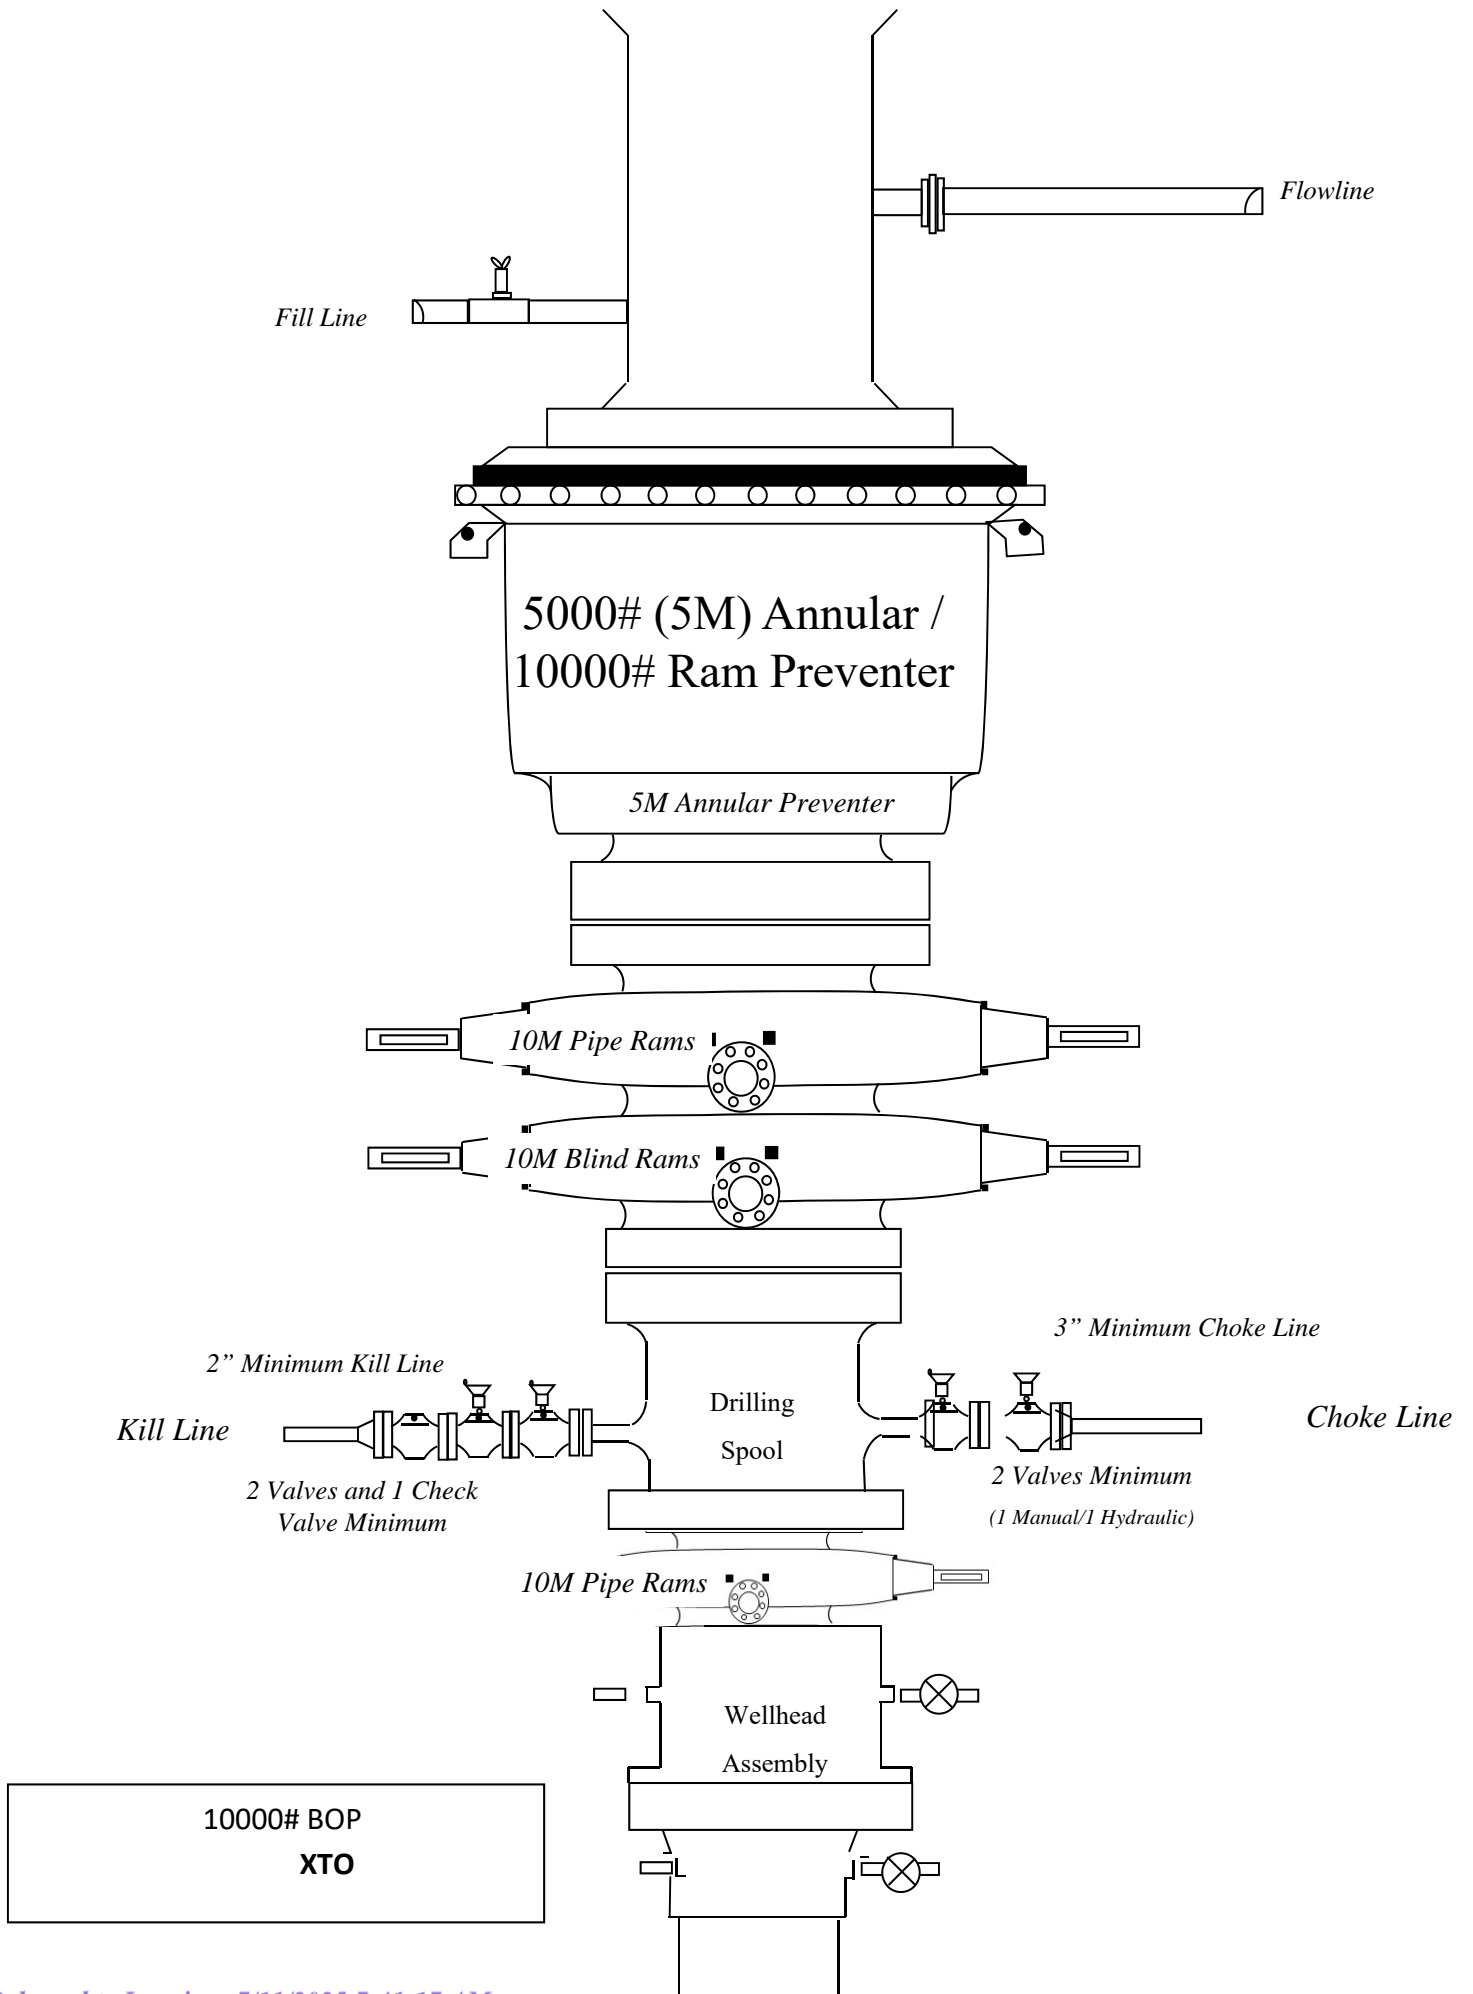 Flowline
Fill Line
5000# (5M) Annular /
10000# Ram Preventer
5M Annular Preventer
10M Pipe Rams
10M Blind Rams
3” Minimum Choke Line
2” Minimum Kill Line
Drilling
Spool
Kill Line
Choke Line
2 Valves and 1 Check
Valve Minimum
2 Valves Minimum
(1 Manual/1 Hydraulic)
10M Pipe Rams
Wellhead
Assembly
10000# BOP
XTO